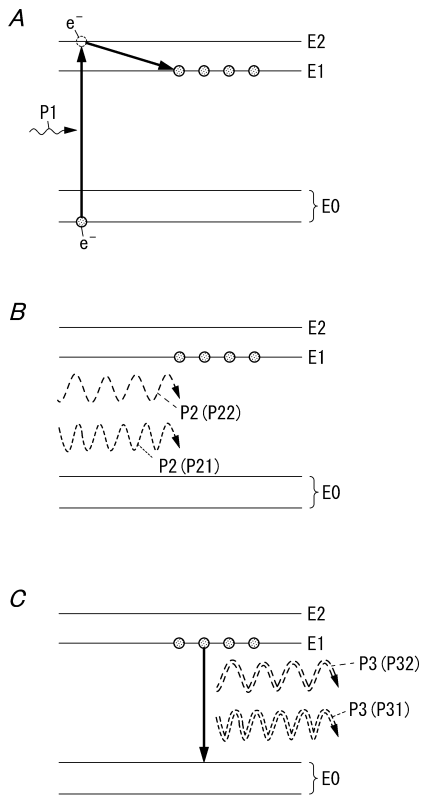 A
e⁻
E2
E1
P1
E0
e⁻
B
E2
E1
P2(P22)
P2(P21)
E0
C
E2
E1
P3(P32)
P3(P31)
E0